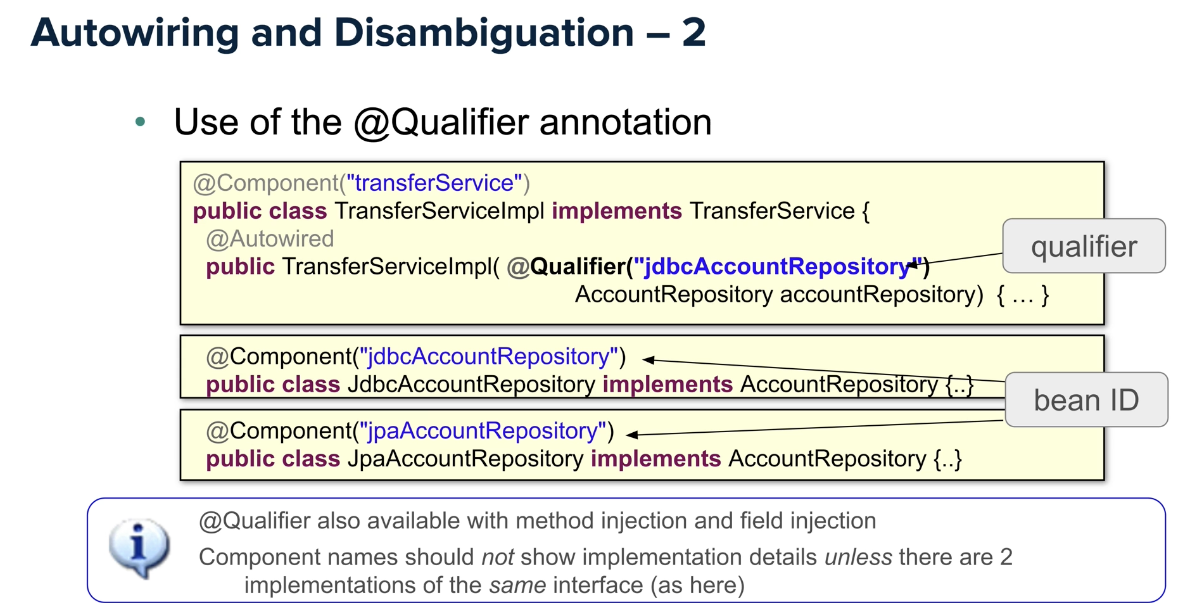 Autowiring and Disambiguation – 2
• Use of the @Qualifier annotation
@Component("transferService")
public class TransferServiceImpl implements TransferService {
@Autowired
public TransferServiceImpl( @Qualifier("jdbcAccountRepository")
AccountRepository accountRepository) { … }
qualifier
@Component("jdbcAccountRepository")
public class JdbcAccountRepository implements AccountRepository {..}
bean ID
@Component("jpaAccountRepository")
public class JpaAccountRepository implements AccountRepository {..}
@Qualifier also available with method injection and field injection
Component names should not show implementation details unless there are 2
implementations of the same interface (as here)